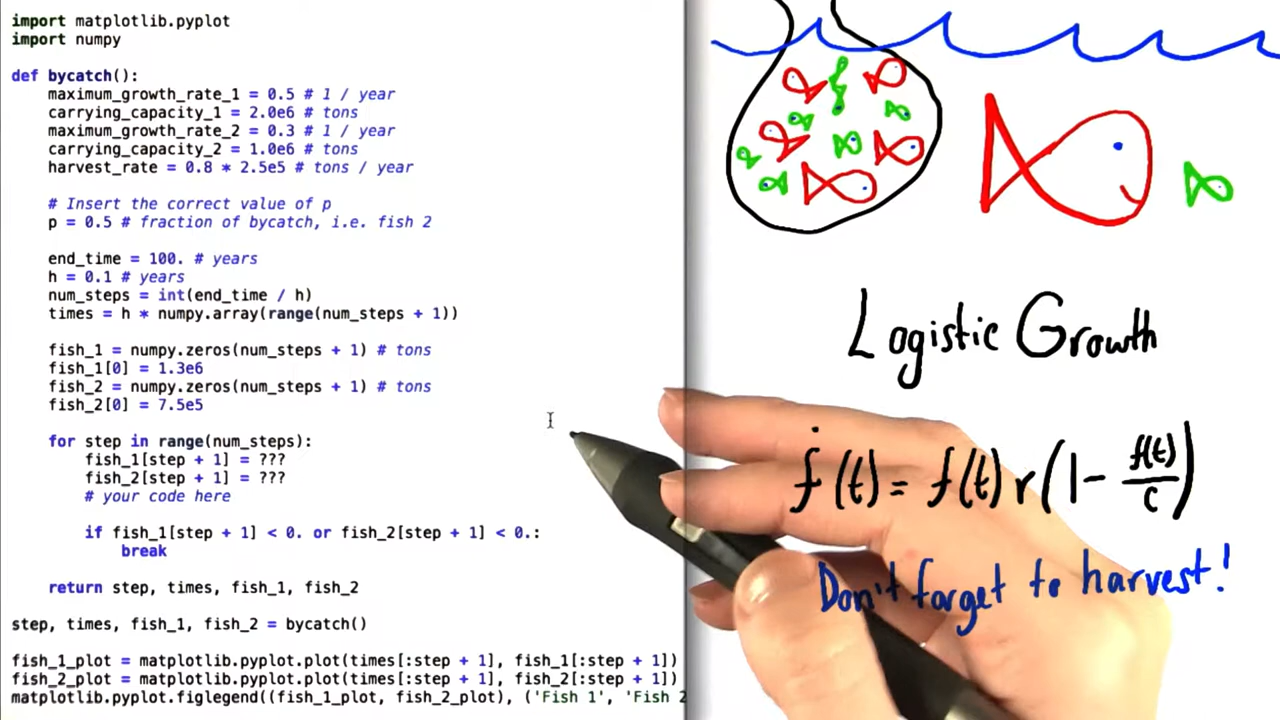 import matplotlib.pyplot
import numpy
def bycatch():
    maximum_growth_rate_1 = 0.5 # 1 / year
    carrying_capacity_1 = 2.0e6 # tons
    maximum_growth_rate_2 = 0.3 # 1 / year
    carrying_capacity_2 = 1.0e6 # tons
    harvest_rate = 0.8 * 2.5e5 # tons / year
    # Insert the correct value of p
    p = 0.5 # fraction of bycatch, i.e. fish 2
    end_time = 100. # years
    h = 0.1 # years
    num_steps = int(end_time / h)
    times = h * numpy.array(range(num_steps + 1))
    fish_1 = numpy.zeros(num_steps + 1) # tons
    fish_1[0] = 1.3e6
    fish_2 = numpy.zeros(num_steps + 1) # tons
    fish_2[0] = 7.5e5
    for step in range(num_steps):
        fish_1[step + 1] = ???
        fish_2[step + 1] = ???
        # your code here
        if fish_1[step + 1] < 0. or fish_2[step + 1] < 0.:
            break
    return step, times, fish_1, fish_2
step, times, fish_1, fish_2 = bycatch()
fish_1_plot = matplotlib.pyplot.plot(times[:step + 1], fish_1[:step + 1])
fish_2_plot = matplotlib.pyplot.plot(times[:step + 1], fish_2[:step + 1])
matplotlib.pyplot.figlegend((fish_1_plot, fish_2_plot), ('Fish 1', 'Fish 2
Logistic Growth
ḟ(t) = f(t) r(1 - f(t)/c)
Don't forget to harvest!